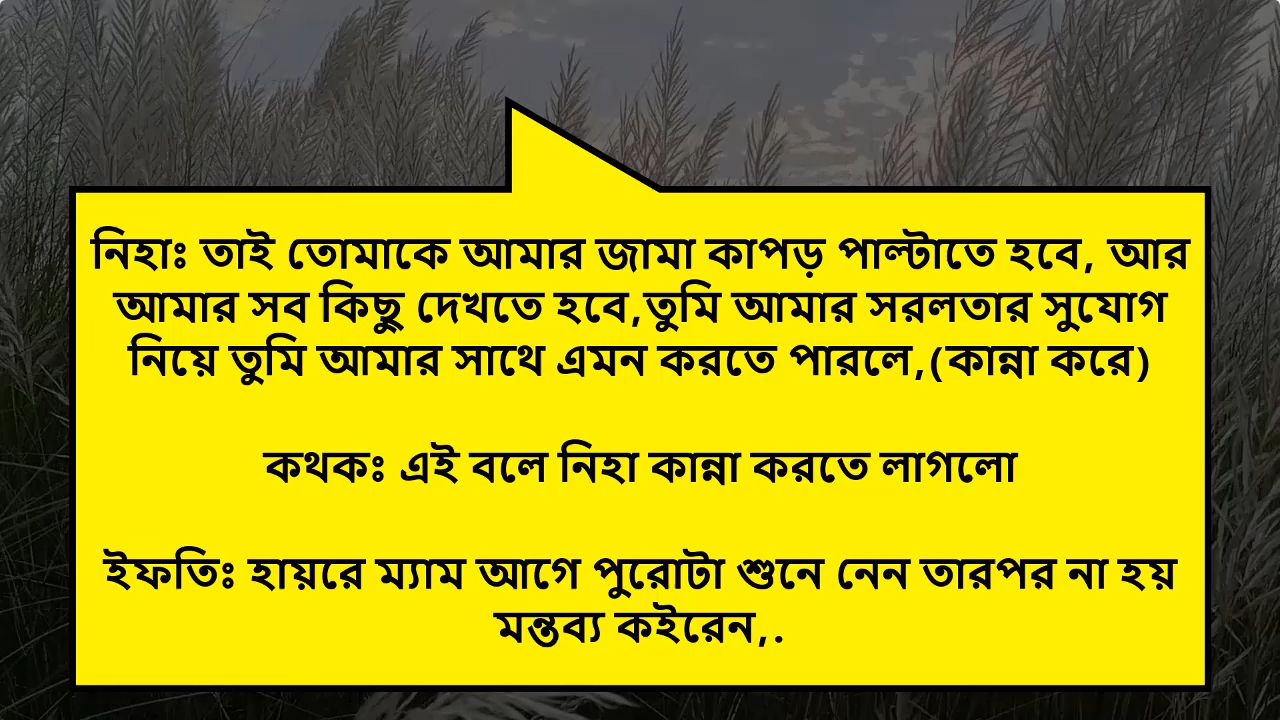 নিহাঃ তাই তোমাকে আমার জামা কাপড় পাল্টাতে হবে, আর
আমার সব কিছু দেখতে হবে,তুমি আমার সরলতার সুযোগ
নিয়ে তুমি আমার সাথে এমন করতে পারলে,(কান্না করে)
কথকঃ এই বলে নিহা কান্না করতে লাগলো
ইফতিঃ হায়রে ম্যাম আগে পুরোটা শুনে নেন তারপর না হয়
মন্তব্য কইরেন,.